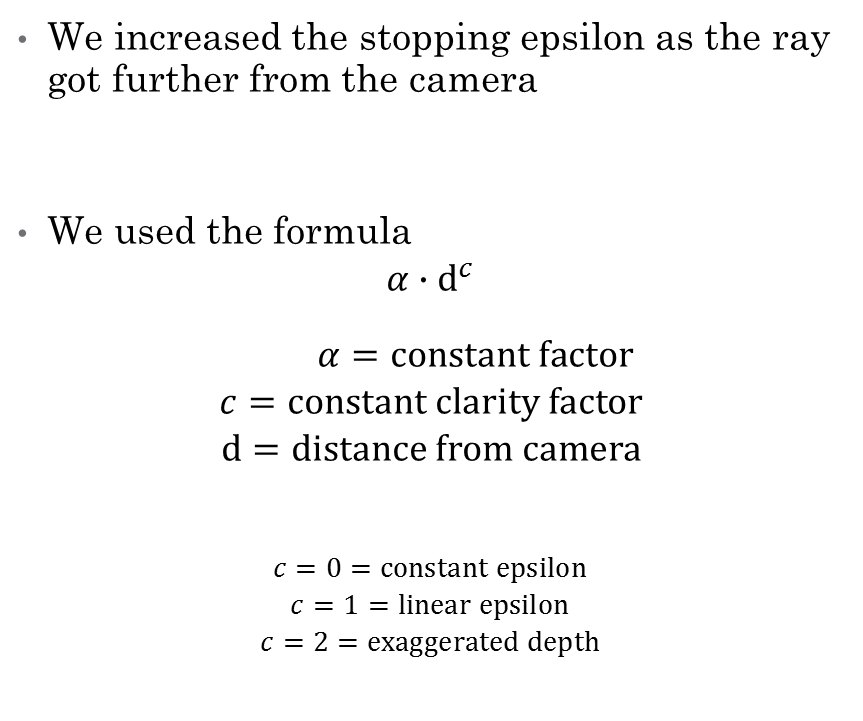 • We increased the stopping epsilon as the ray
got further from the camera
• We used the formula
α · d^c
α = constant factor
c = constant clarity factor
d = distance from camera
c = 0 = constant epsilon
c = 1 = linear epsilon
c = 2 = exaggerated depth